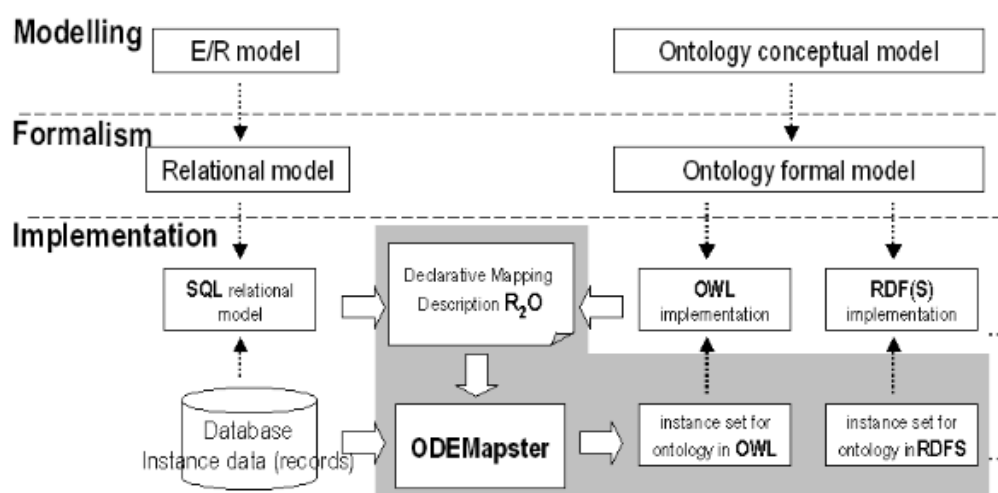 Modelling
E/R model
Ontology conceptual model
Formalism
Relational model
Ontology formal model
Implementation
SQL relational
model
Declarative Mapping
Description R₂O
OWL
implementation
RDF(S)
implementation
Database
Instance data (records)
ODEMapster
instance set for
ontology in OWL
instance set for
ontology inRDFS